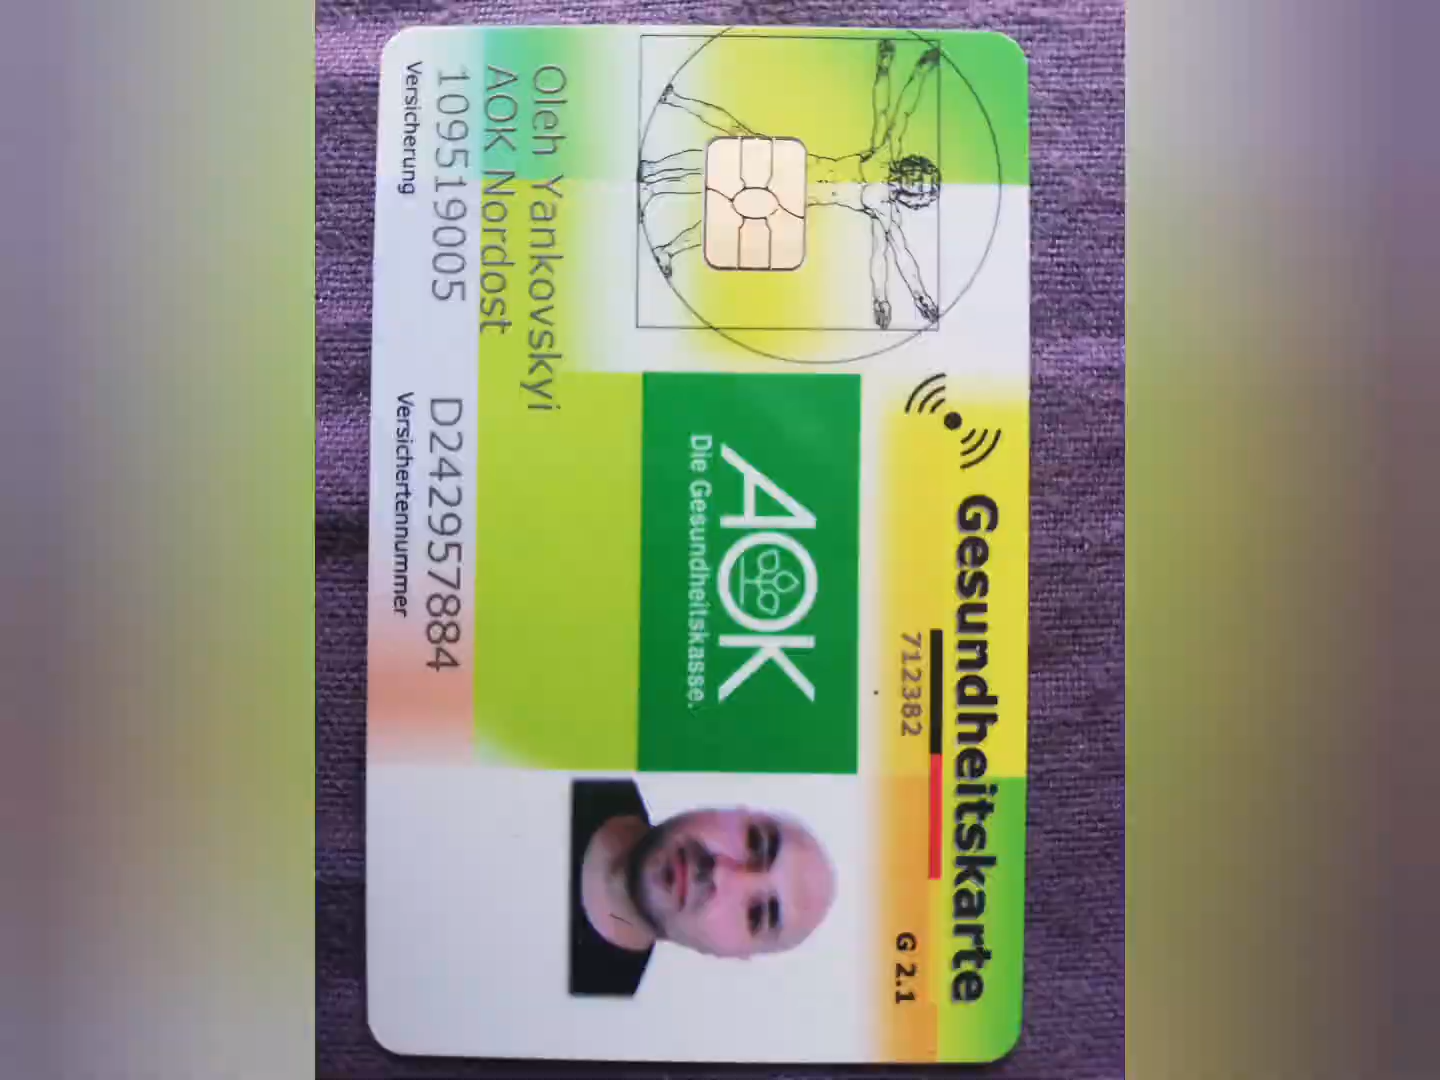 Gesundheitskarte
712382
G 2.1
AOK
Die Gesundheitskasse.
Oleh Yankovskyi
AOK Nordost
109519005
D242957884
Versicherung
Versichertennummer